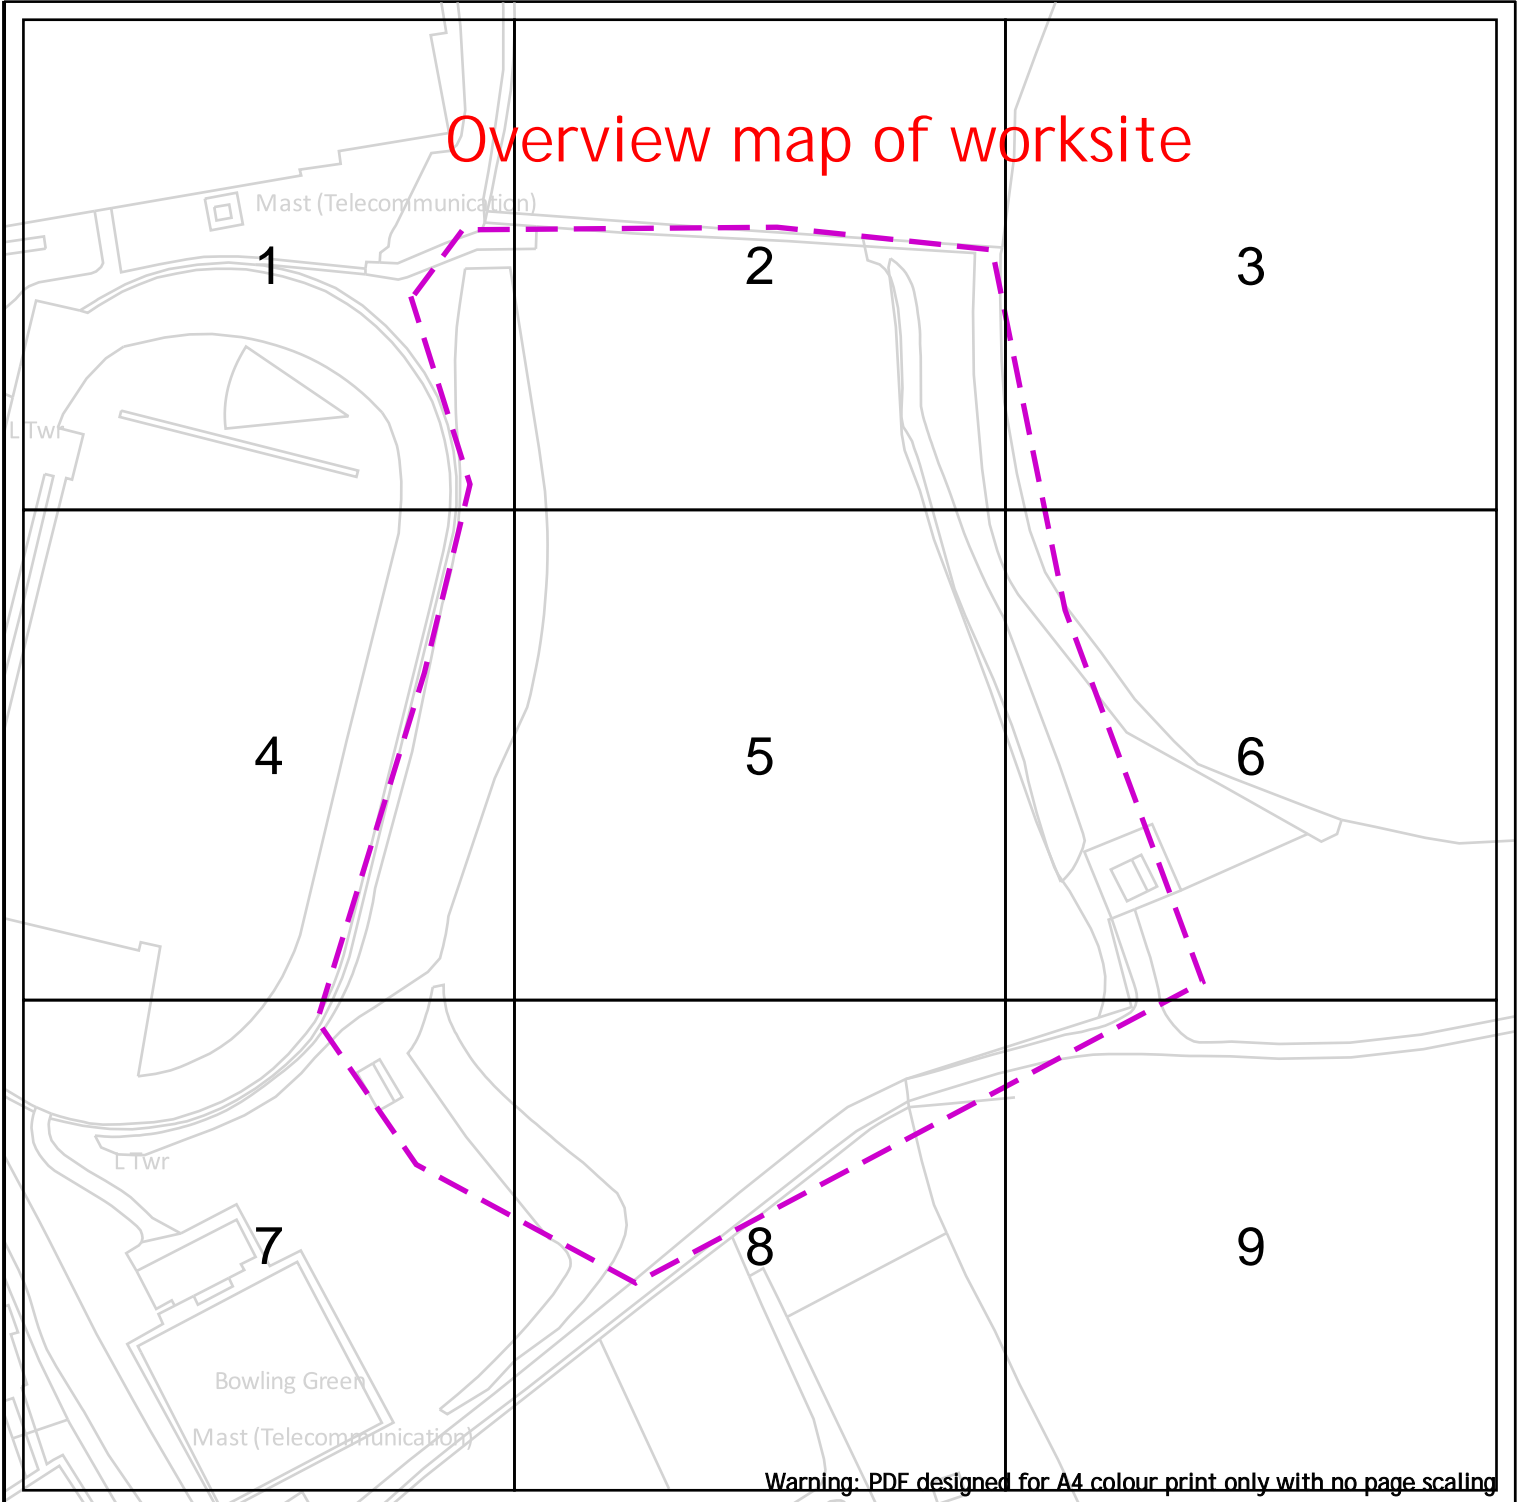 Overview map of worksite
Mast (Telecommunication)
1
2
3
L Twr
4
5
6
L Twr
7
8
9
Bowling Green
Mast (Telecommunication)
Warning: PDF designed for A4 colour print only with no page scaling